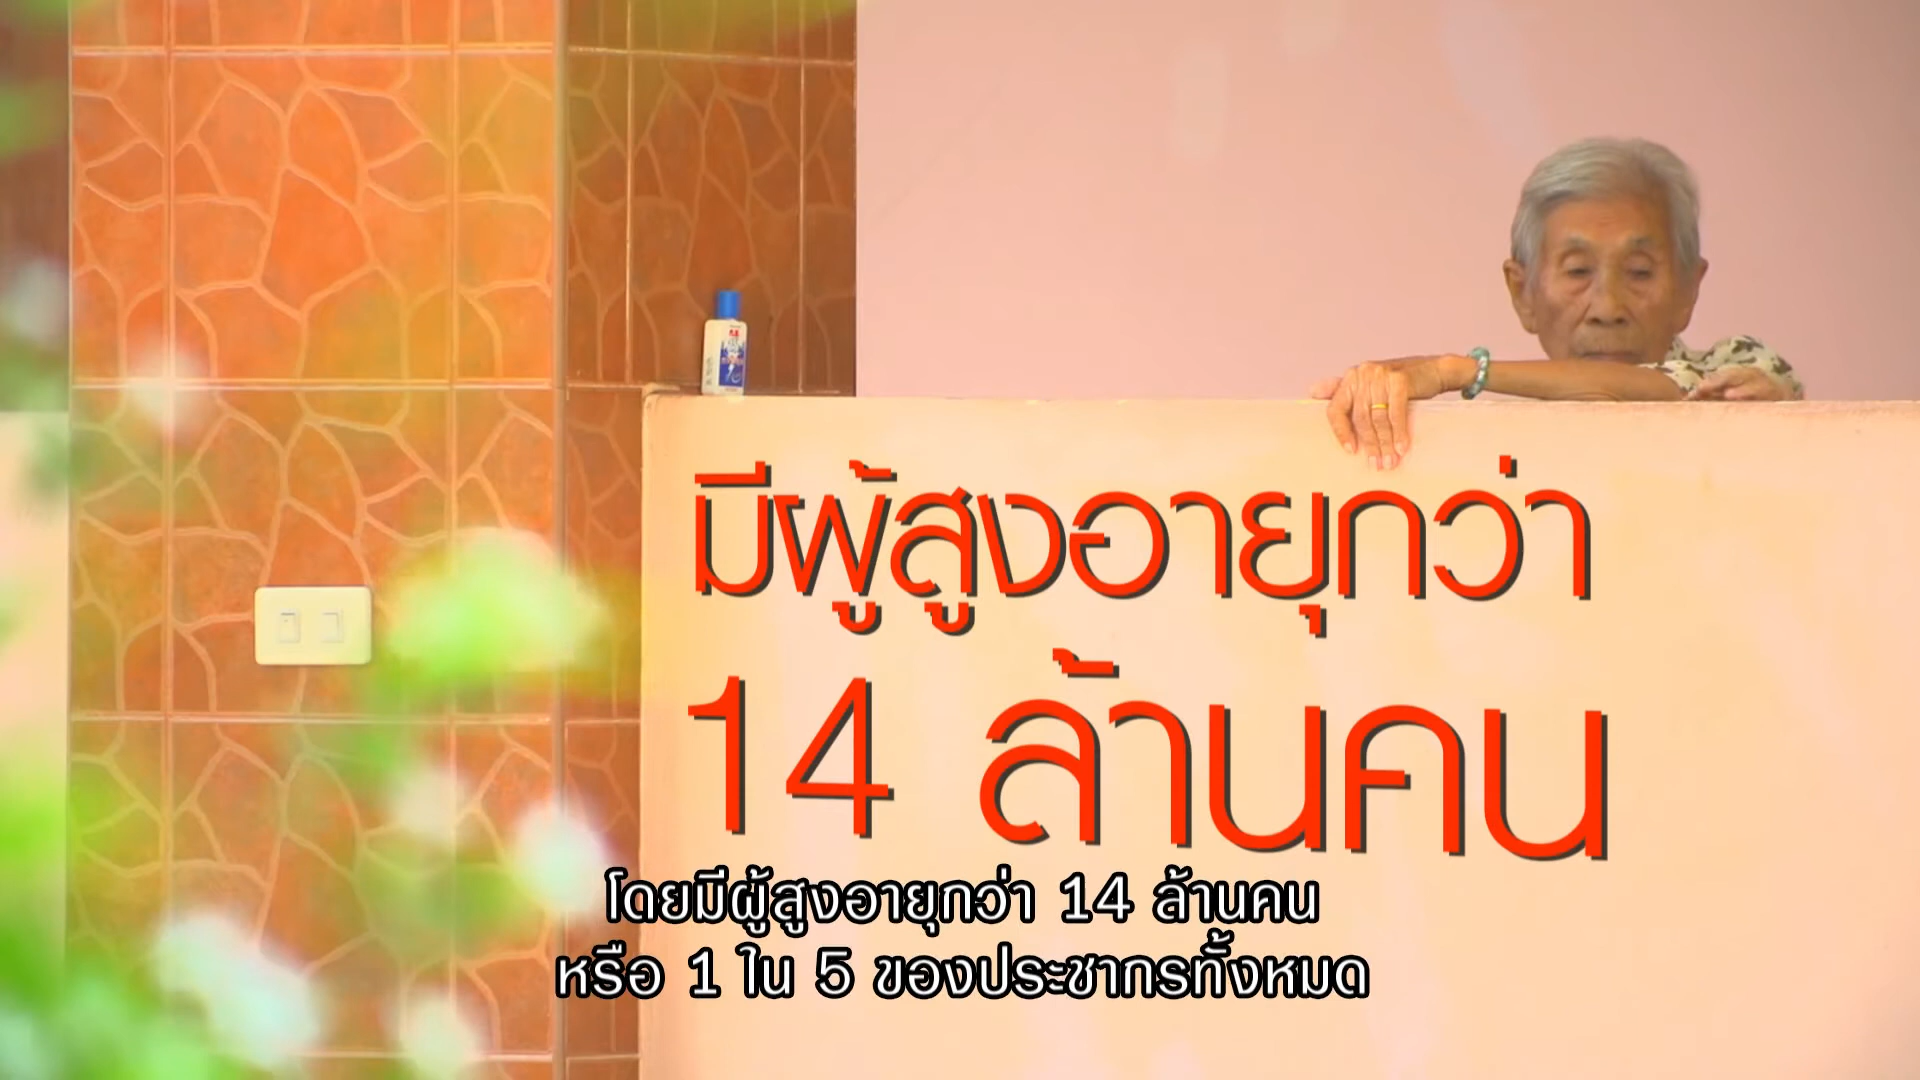 มีผู้สูงอายุกว่า
14 ล้านคน
โดยมีผู้สูงอายุกว่า 14 ล้านคน
หรือ 1 ใน 5 ของประชากรทั้งหมด